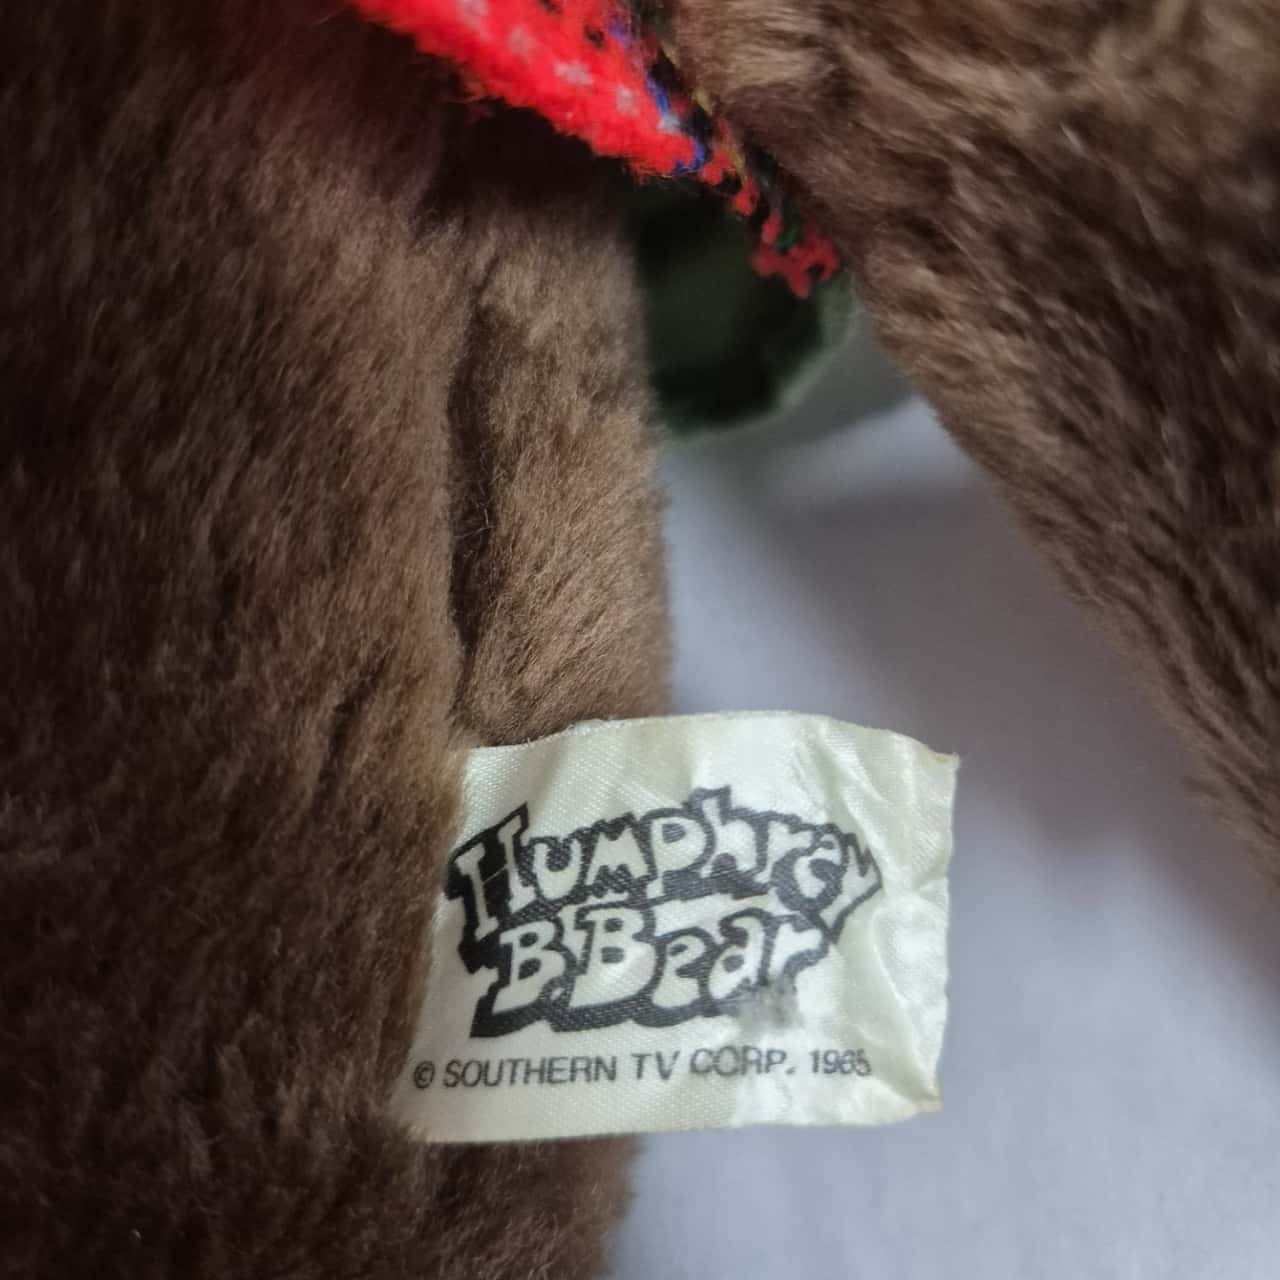 Humphrey
B. Bear
© SOUTHERN TV CORP. 1965